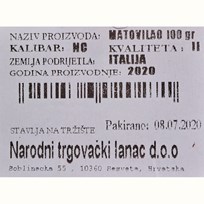 NAZIV PROIZVODA: MATOVILAC 100 gr
KALIBAR: NC KVALITETA: II
ZEMLJA PODRIJETLA: ITALIJA
GODINA PROIZVODNJE: 2020
STAVLJA NA TRŽIŠTE Pakirano: 08.07.2020
Narodni trgovački lanac d.o.o
Soblinečka 55 , 10360 Sesvete, Hrvatska